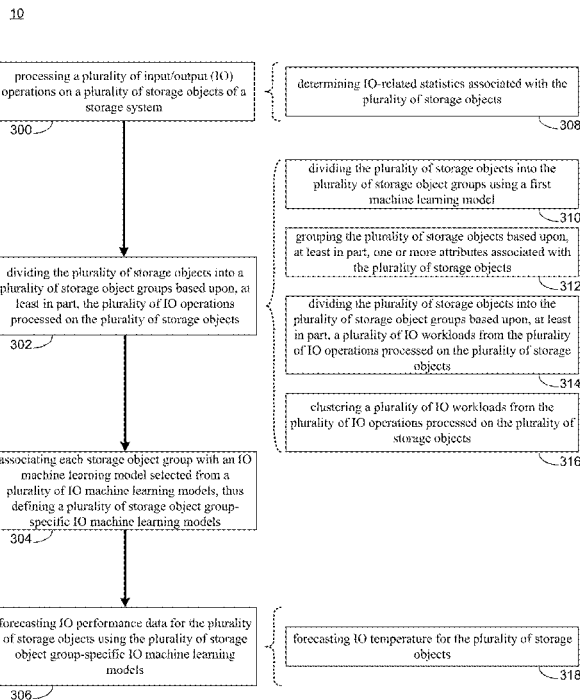 10
processing a plurality of input/output (IO)
operations on a plurality of storage objects of a
storage system
300
determining IO-related statistics associated with the
plurality of storage objects
308
dividing the plurality of storage objects into the
plurality of storage object groups using a first
machine learning model
310
grouping the plurality of storage objects based upon,
at least in part, one or more attributes associated with
the plurality of storage objects
312
dividing the plurality of storage objects into a
plurality of storage object groups based upon, at
least in part, the plurality of IO operations
processed on the plurality of storage objects
302
dividing the plurality of storage objects into the
plurality of storage object groups based upon, at least
in part, a plurality of IO workloads from the plurality
of IO operations processed on the plurality of storage
objects
314
clustering a plurality of IO workloads from the
plurality of IO operations processed on the plurality of
storage objects
316
associating each storage object group with an IO
machine learning model selected from a
plurality of IO machine learning models, thus
defining a plurality of storage object group-
specific IO machine learning models
304
forecasting IO performance data for the plurality
of storage objects using the plurality of storage
object group-specific IO machine learning
models
306
forecasting IO temperature for the plurality of storage
objects
318